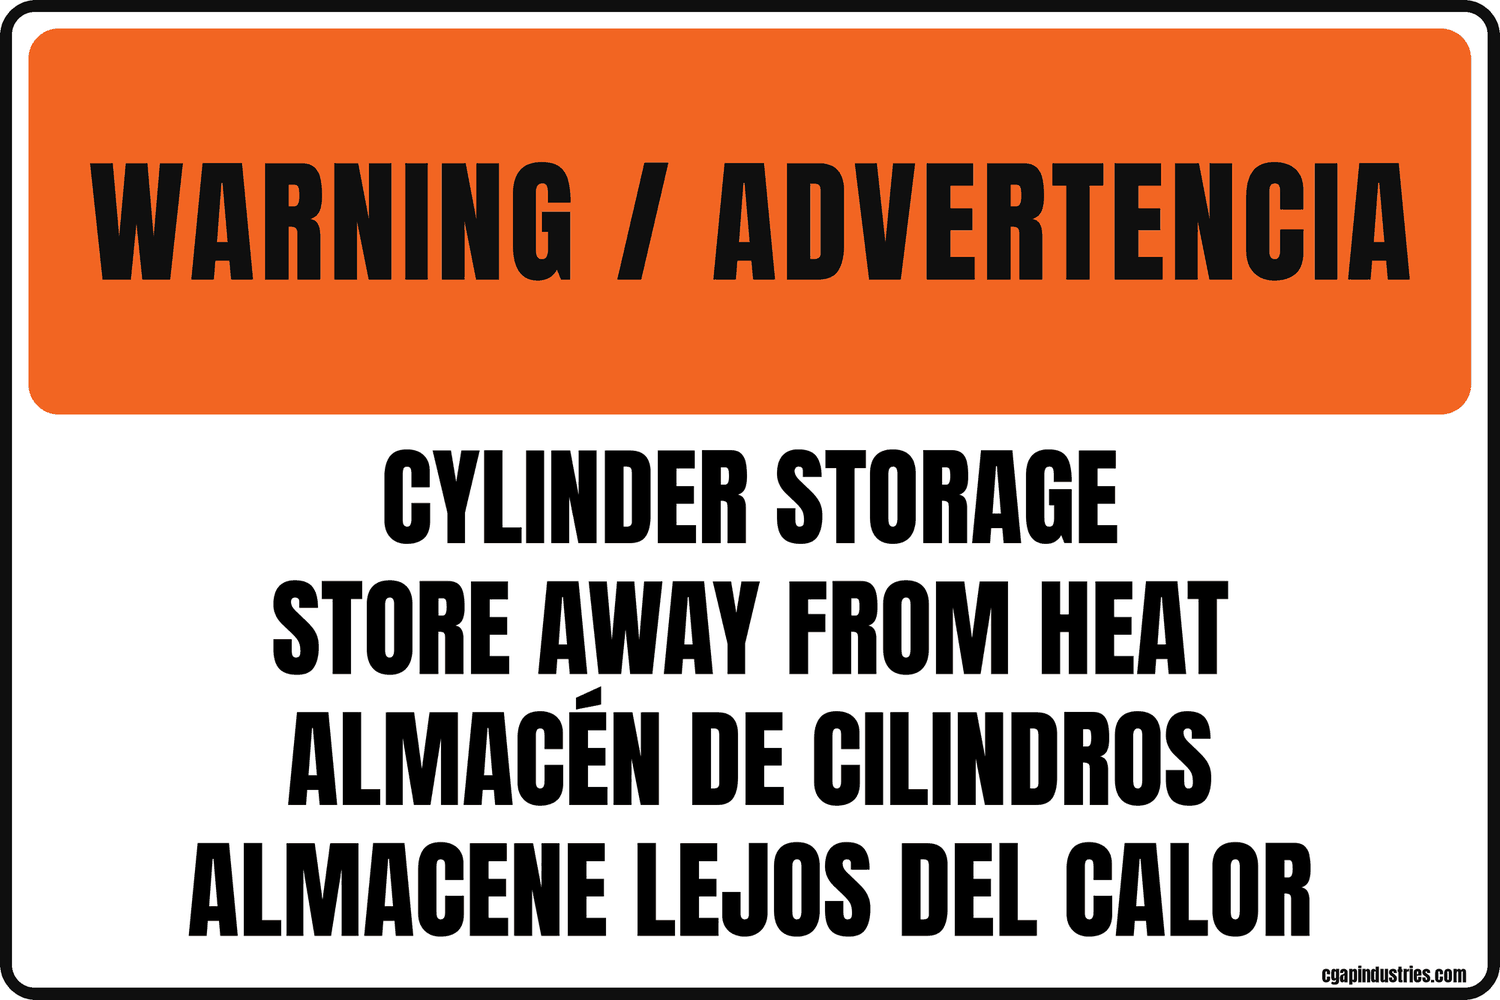 WARNING / ADVERTENCIA
CYLINDER STORAGE
STORE AWAY FROM HEAT
ALMACÉN DE CILINDROS
ALMACENE LEJOS DEL CALOR
cgapindustries.com